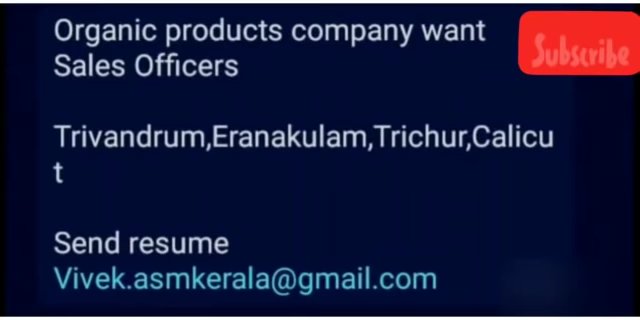 Organic products company want
Subscribe
Sales Officers
Trivandrum,Eranakulam,Trichur,Calicu
t
Send resume
Vivek.asmkerala@gmail.com